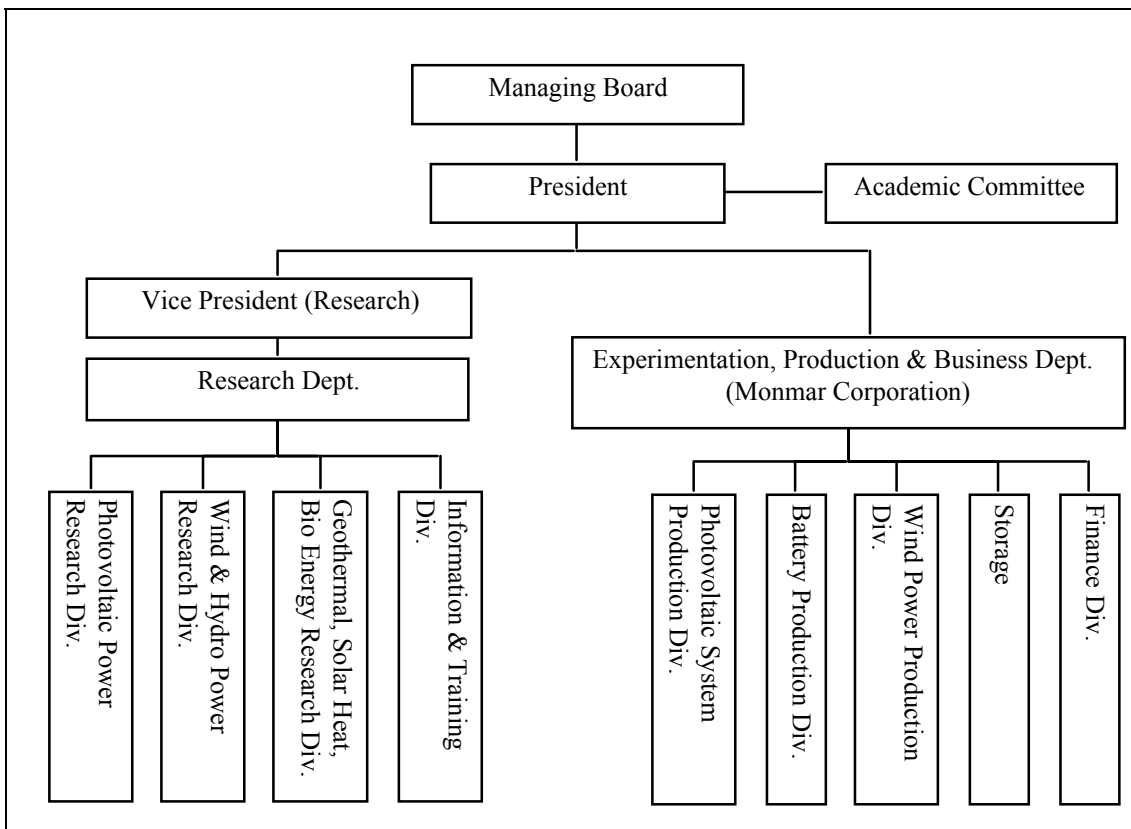 Managing Board
President
Academic Committee
Vice President (Research)
Research Dept.
Experimentation, Production & Business Dept.
(Monmar Corporation)
Photovoltaic Power
Research Div.
Wind & Hydro Power
Research Div.
Geothermal, Solar Heat,
Bio Energy Research Div.
Information & Training
Div.
Photovoltaic System
Production Div.
Battery Production Div.
Wind Power Production
Div.
Storage
Finance Div.